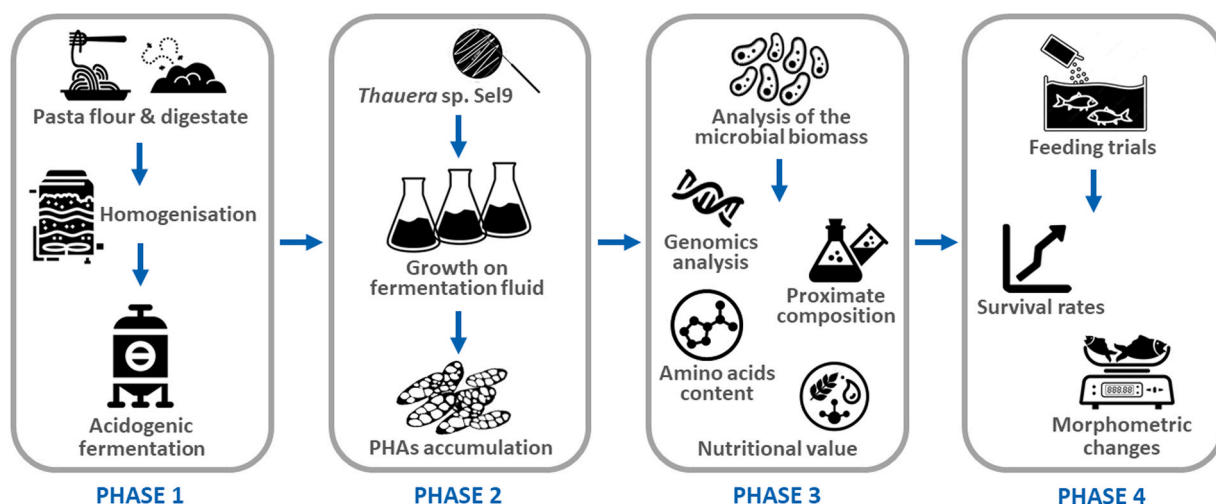 Pasta flour & digestate
Homogenisation
Acidogenic
fermentation
PHASE 1
Thauera sp. Sel9
Growth on
fermentation fluid
PHAs accumulation
PHASE 2
Analysis of the
microbial biomass
Genomics
analysis
Proximate
composition
Amino acids
content
Nutritional value
PHASE 3
Feeding trials
Survival rates
888.88
Morphometric
changes
PHASE 4